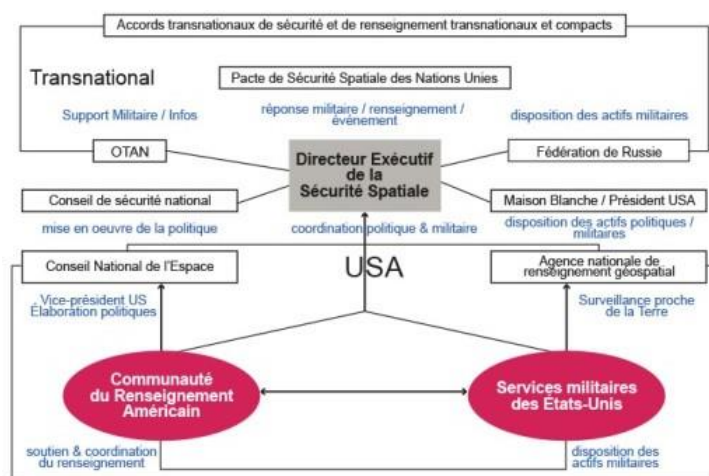 Accords transnationaux de sécurité et de renseignement transnationaux et compacts
Transnational
Pacte de Sécurité Spatiale des Nations Unies
Support Militaire / Infos
réponse militaire / renseignement /
événement
disposition des actifs militaires
OTAN
Directeur Exécutif
de la
Sécurité Spatiale
Fédération de Russie
Conseil de sécurité national
Maison Blanche / Président USA
mise en oeuvre de la politique
coordination politique & militaire
disposition des actifs politiques /
militaires
Conseil National de l'Espace
USA
Agence nationale de
renseignement géospatial
Vice-président US
Élaboration politiques
Surveillance proche
de la Terre
Communauté
du Renseignement
Américain
Services militaires
des États-Unis
soutien & coordination
du renseignement
disposition des
actifs militaires